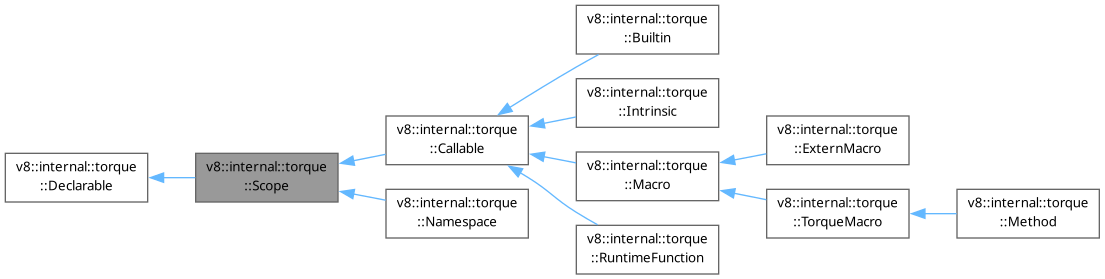 v8::internal::torque
::Declarable
v8::internal::torque
::Scope
v8::internal::torque
::Callable
v8::internal::torque
::Namespace
v8::internal::torque
::Builtin
v8::internal::torque
::Intrinsic
v8::internal::torque
::Macro
v8::internal::torque
::RuntimeFunction
v8::internal::torque
::ExternMacro
v8::internal::torque
::TorqueMacro
v8::internal::torque
::Method